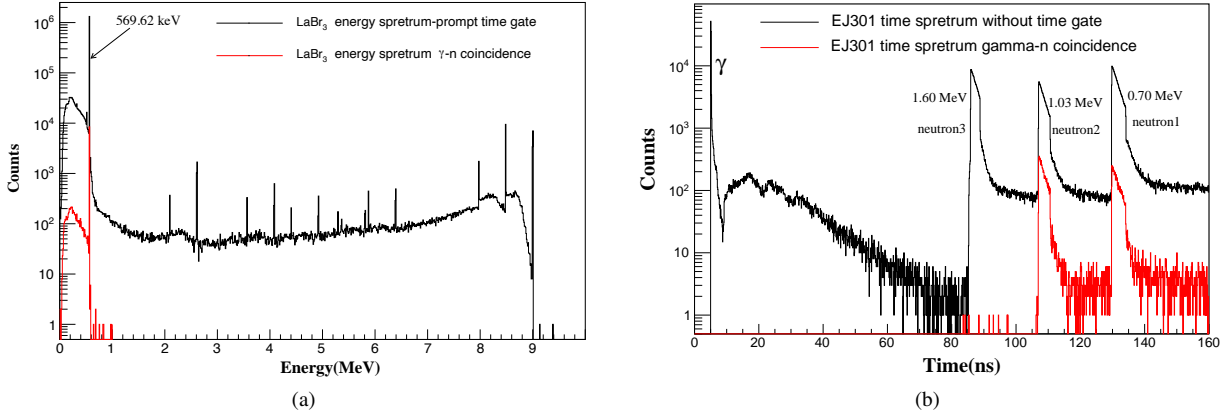 569.62 keV
LaBr3 energy spretrum-prompt time gate
LaBr3 energy spretrum γ-n coincidence
Counts
10^6
10^5
10^4
10^3
10^2
10
1
0 1 2 3 4 5 6 7 8 9
Energy(MeV)
(a)
EJ301 time spretrum without time gate
EJ301 time spretrum gamma-n coincidence
γ
1.60 MeV
neutron3
1.03 MeV
neutron2
0.70 MeV
neutron1
Counts
10^4
10^3
10^2
10
1
0 20 40 60 80 100 120 140 160
Time(ns)
(b)